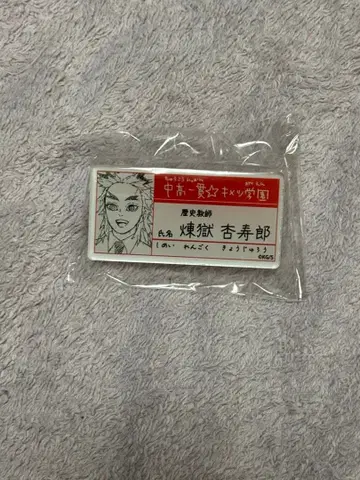 中高一貫☆キメツ学園
歴史教師
氏名 煉獄 杏寿郎
しめい れんごく きょうじゅろう
©KG/S